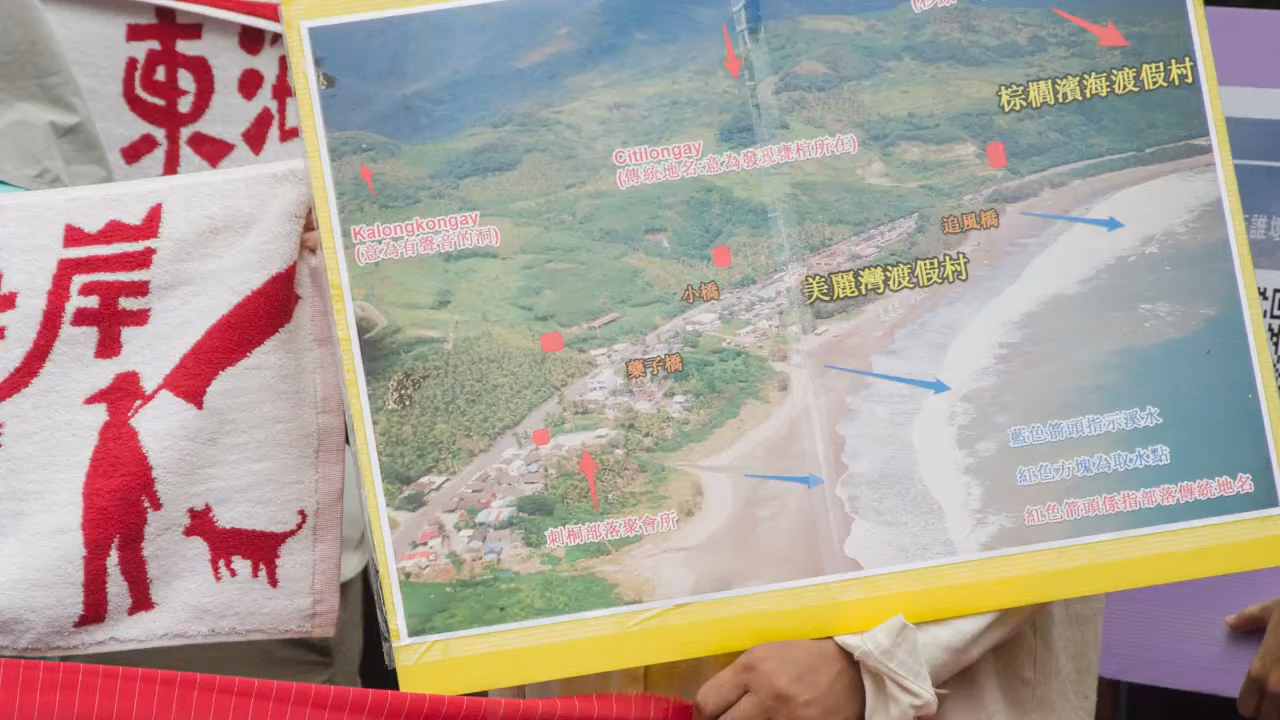 東海
岸
棕櫚濱海渡假村
Citilongay
(傳統地名:意為發現甕棺所在)
Kalongkongay
(意為有聲音的洞)
追風橋
美麗灣渡假村
小橋
藥子橋
刺桐部落聚會所
藍色箭頭指示溪水
紅色方塊為取水點
紅色箭頭係指部落傳統地名